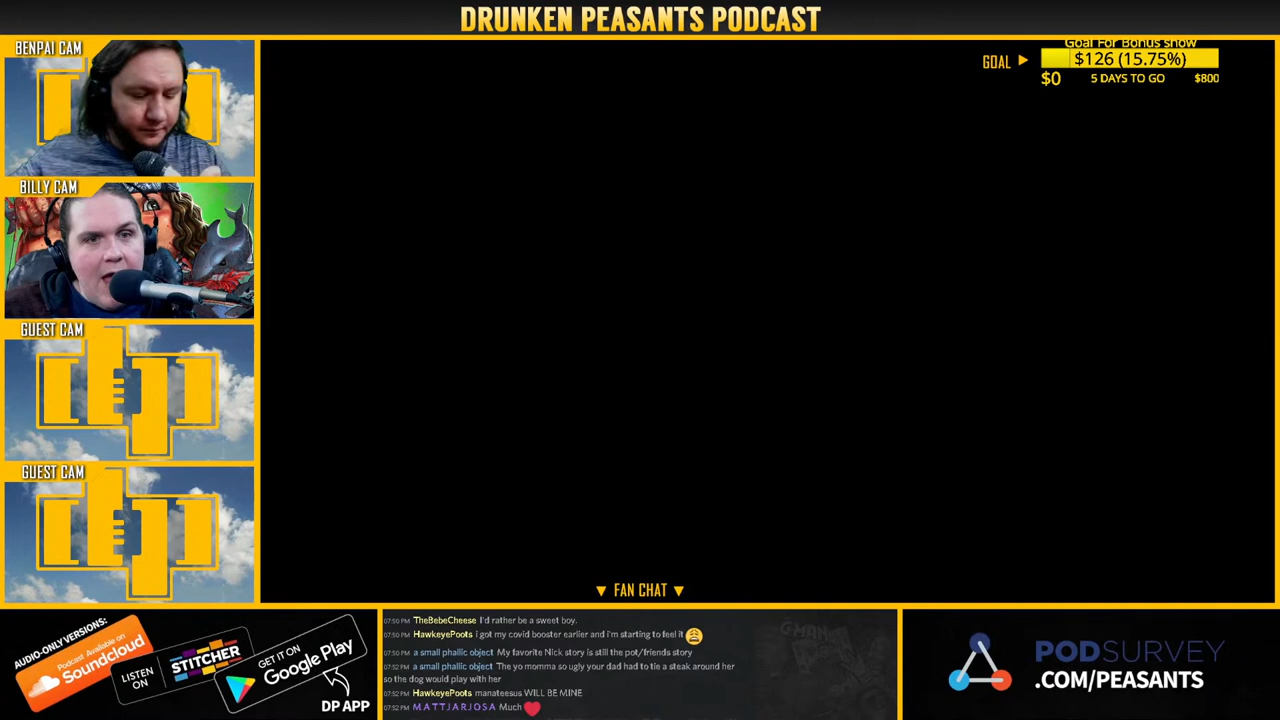 DRUNKEN PEASANTS PODCAST
BENPAI CAM
Goal For Bonus show
GOAL
$126 (15.75%)
$0
5 DAYS TO GO
$800
BILLY CAM
GUEST CAM
GUEST CAM
▼ FAN CHAT ▼
AUDIO-ONLY VERSIONS:
Podcast Available on
Soundcloud
LISTEN
ON
STITCHER
GET IT ON
Google Play
DP APP
07:50 PM TheBebeCheese I'd rather be a sweet boy.
07:50 PM HawkeyePoots i got my covid booster earlier and i'm starting to feel it 😩
07:50 PM a small phallic object My favorite Nick story is still the pot/friends story
07:52 PM a small phallic object The yo momma so ugly your dad had to tie a steak around her
so the dog would play with her
07:52 PM HawkeyePoots manateesus WILL BE MINE
07:52 PM MATTJARJOSA Much ❤
PODSURVEY
.COM/PEASANTS